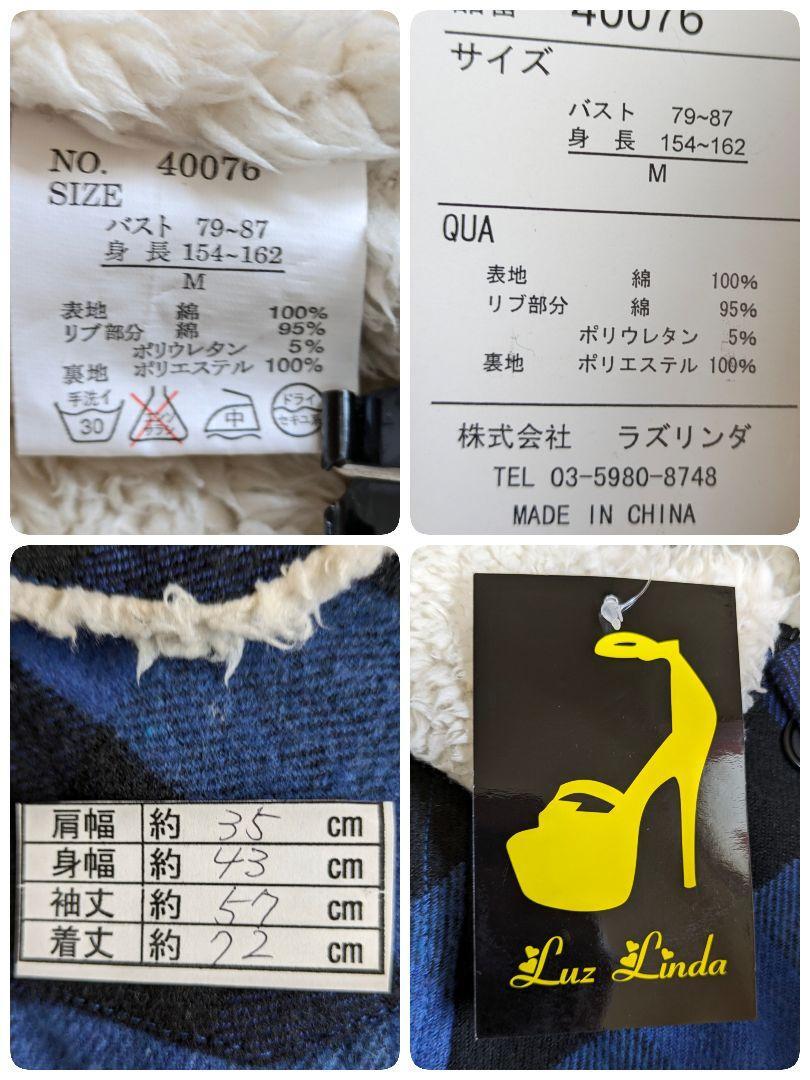 NO. 40076
SIZE
バスト 79~87
身長 154~162
M
表地 綿 100%
リブ部分 綿 95%
ポリウレタン 5%
裏地 ポリエステル 100%
手洗イ
30
中
ドライ
セキユ系
40076
サイズ
バスト 79~87
身長 154~162
M
QUA
表地 綿 100%
リブ部分 綿 95%
ポリウレタン 5%
裏地 ポリエステル 100%
株式会社 ラズリンダ
TEL 03-5980-8748
MADE IN CHINA
肩幅 約 35 cm
身幅 約 43 cm
袖丈 約 57 cm
着丈 約 72 cm
Luz Linda